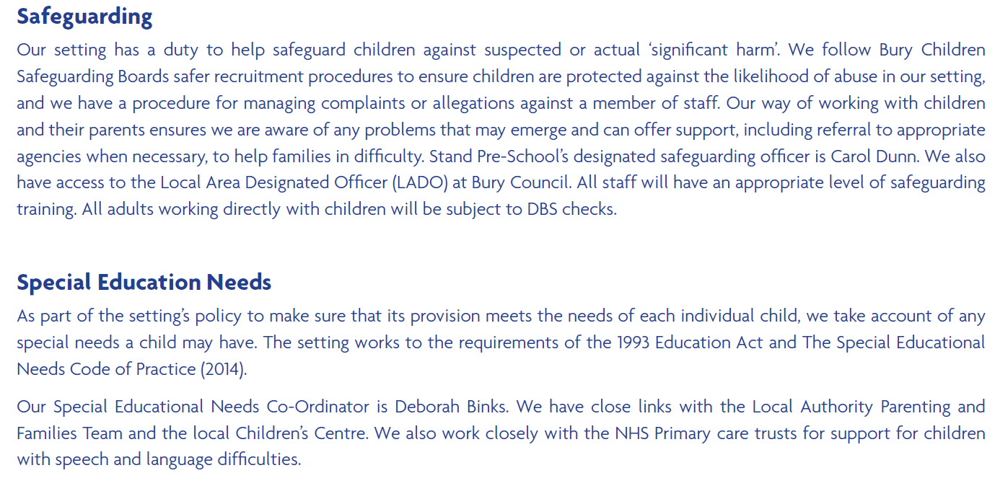 Safeguarding
Our setting has a duty to help safeguard children against suspected or actual ‘significant harm’. We follow Bury Children
Safeguarding Boards safer recruitment procedures to ensure children are protected against the likelihood of abuse in our setting,
and we have a procedure for managing complaints or allegations against a member of staff. Our way of working with children
and their parents ensures we are aware of any problems that may emerge and can offer support, including referral to appropriate
agencies when necessary, to help families in difficulty. Stand Pre-School’s designated safeguarding officer is Carol Dunn. We also
have access to the Local Area Designated Officer (LADO) at Bury Council. All staff will have an appropriate level of safeguarding
training. All adults working directly with children will be subject to DBS checks.
Special Education Needs
As part of the setting’s policy to make sure that its provision meets the needs of each individual child, we take account of any
special needs a child may have. The setting works to the requirements of the 1993 Education Act and The Special Educational
Needs Code of Practice (2014).
Our Special Educational Needs Co-Ordinator is Deborah Binks. We have close links with the Local Authority Parenting and
Families Team and the local Children’s Centre. We also work closely with the NHS Primary care trusts for support for children
with speech and language difficulties.